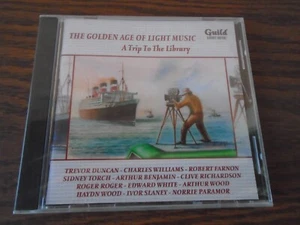 THE GOLDEN AGE OF LIGHT MUSIC
Guild
A Trip To The Library
TREVOR DUNCAN - CHARLES WILLIAMS - ROBERT FARNON
SIDNEY TORCH - ARTHUR BENJAMIN - CLIVE RICHARDSON
ROGER ROGER - EDWARD WHITE - ARTHUR WOOD
HAYDN WOOD - IVOR SLANEY - NORRIE PARAMOR